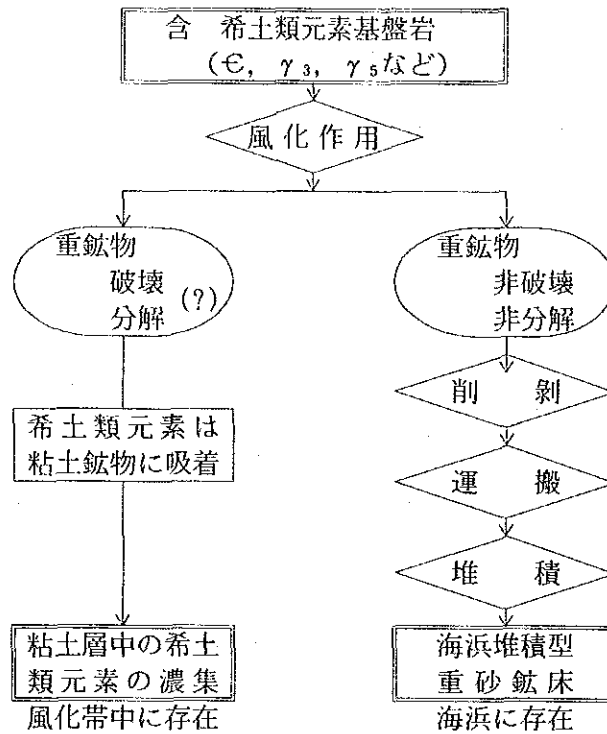 含 希土類元素基盤岩
(Є, γ₃, γ₅など)
風化作用
重鉱物
破壊
分解 (?)
希土類元素は
粘土鉱物に吸着
粘土層中の希土
類元素の濃集
風化帯中に存在
重鉱物
非破壊
非分解
削 剥
運 搬
堆 積
海浜堆積型
重砂鉱床
海浜に存在